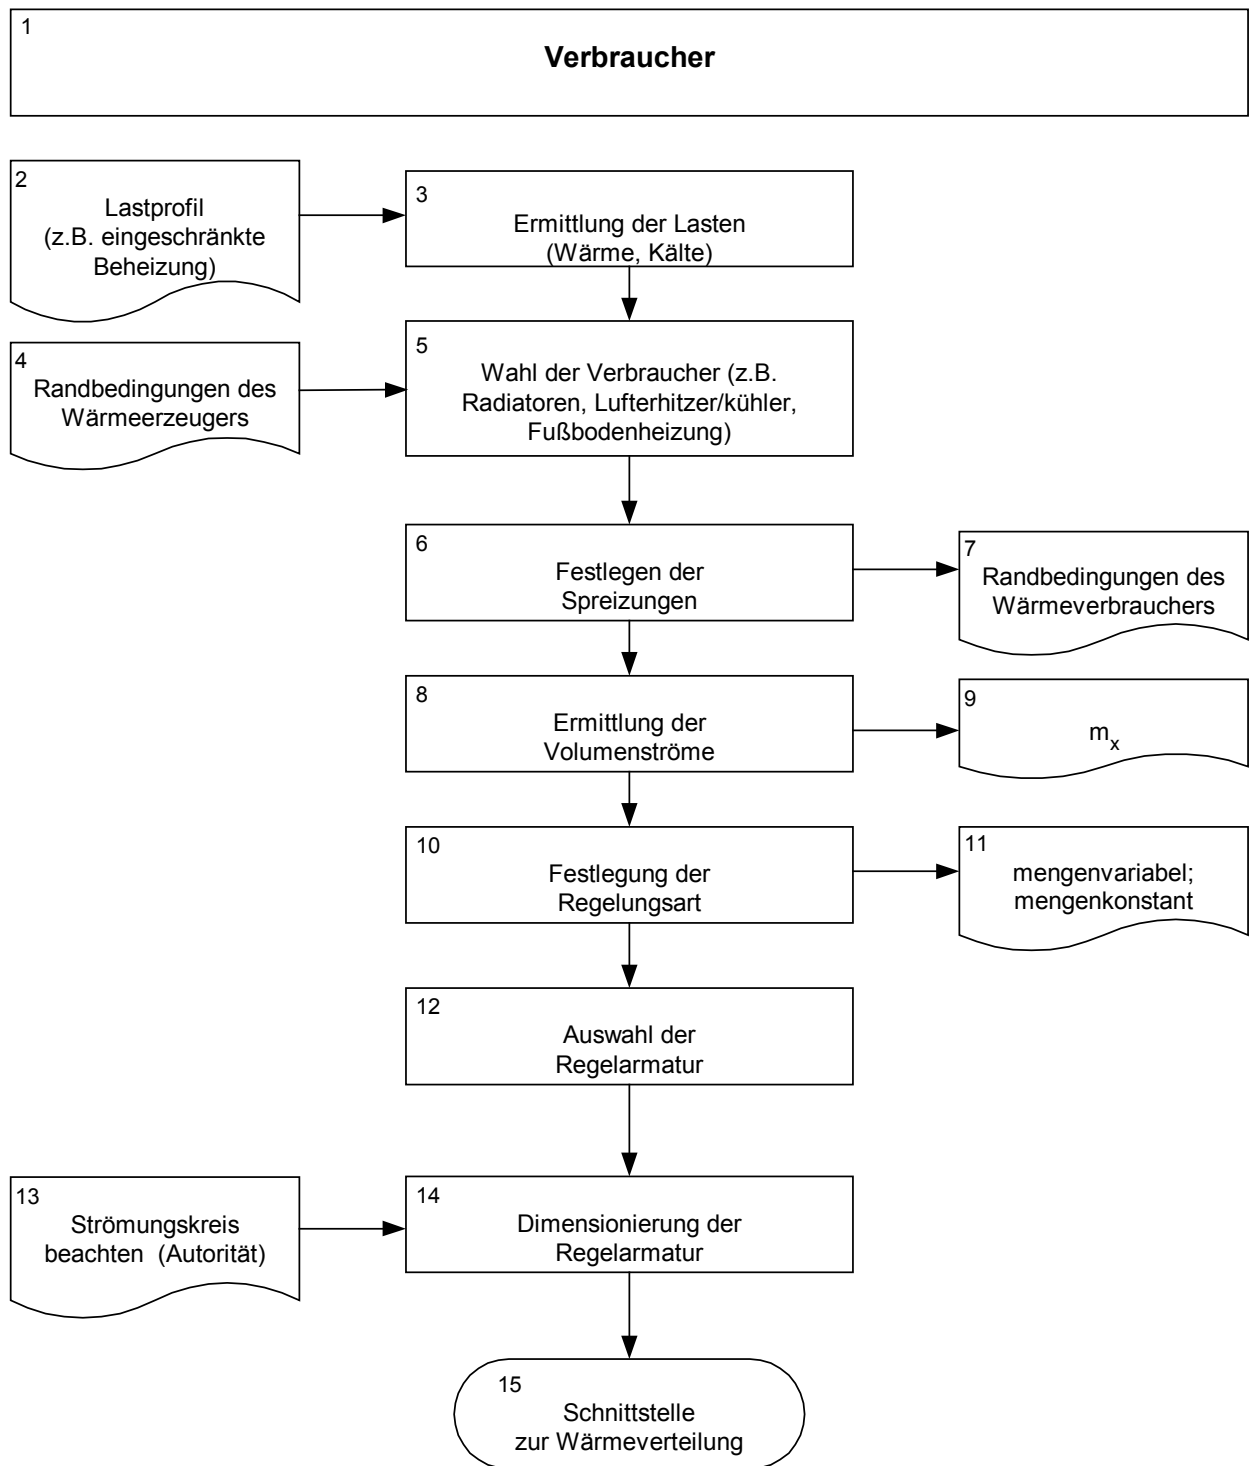 1
Verbraucher
2
Lastprofil
(z.B. eingeschränkte
Beheizung)
3
Ermittlung der Lasten
(Wärme, Kälte)
4
Randbedingungen des
Wärmeerzeugers
5
Wahl der Verbraucher (z.B.
Radiatoren, Lufterhitzer/kühler,
Fußbodenheizung)
6
Festlegen der
Spreizungen
7
Randbedingungen des
Wärmeverbrauchers
8
Ermittlung der
Volumenströme
9
mx
10
Festlegung der
Regelungsart
11
mengenvariabel;
mengenkonstant
12
Auswahl der
Regelarmatur
13
Strömungskreis
beachten (Autorität)
14
Dimensionierung der
Regelarmatur
15
Schnittstelle
zur Wärmeverteilung